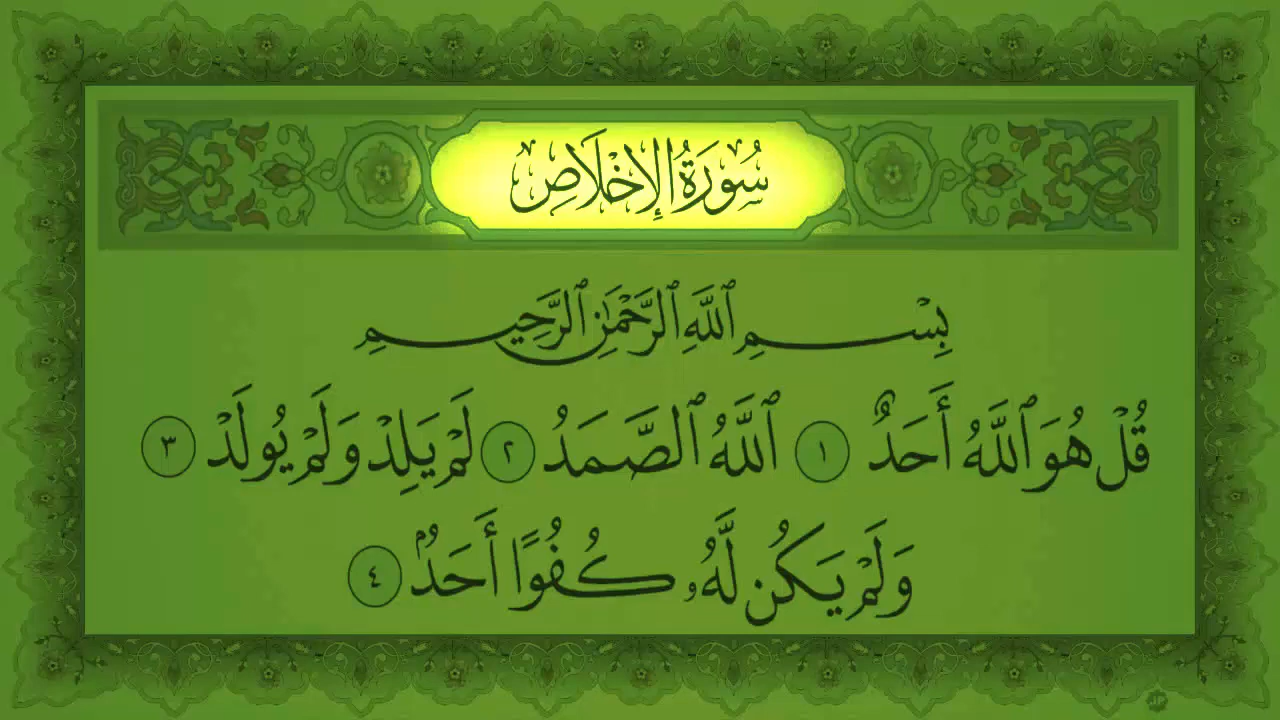 سُورَةُ الإِخْلَاصِ
بِسْمِ ٱللَّهِ ٱلرَّحْمَٰنِ ٱلرَّحِيمِ
قُلْ هُوَ ٱللَّهُ أَحَدٌ ١ ٱللَّهُ ٱلصَّمَدُ ٢ لَمْ يَلِدْ وَلَمْ يُولَدْ ٣
وَلَمْ يَكُن لَّهُۥ كُفُوًا أَحَدٌۢ ٤